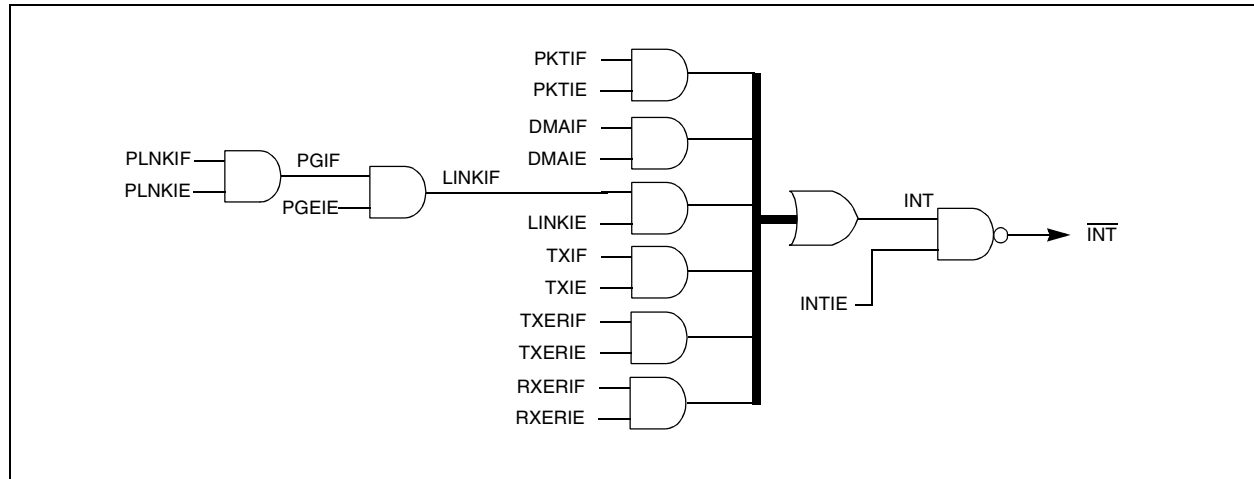 PKTIF
PKTIE
DMAIF
DMAIE
PLNKIF
PLNKIE
PGIF
PGEIE
LINKIF
LINKIE
TXIF
TXIE
TXERIF
TXERIE
RXERIF
RXERIE
INT
INTIE
INT